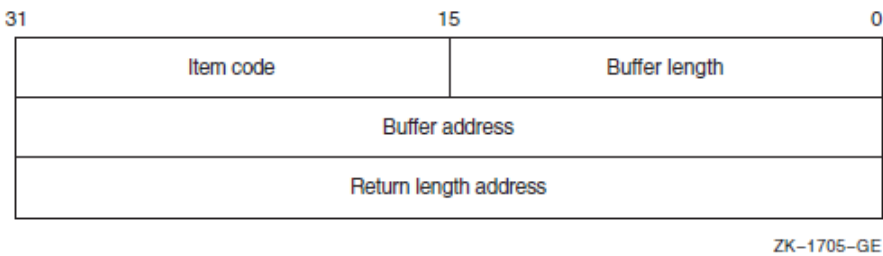 31 15 0
Item code Buffer length
Buffer address
Return length address
ZK–1705–GE